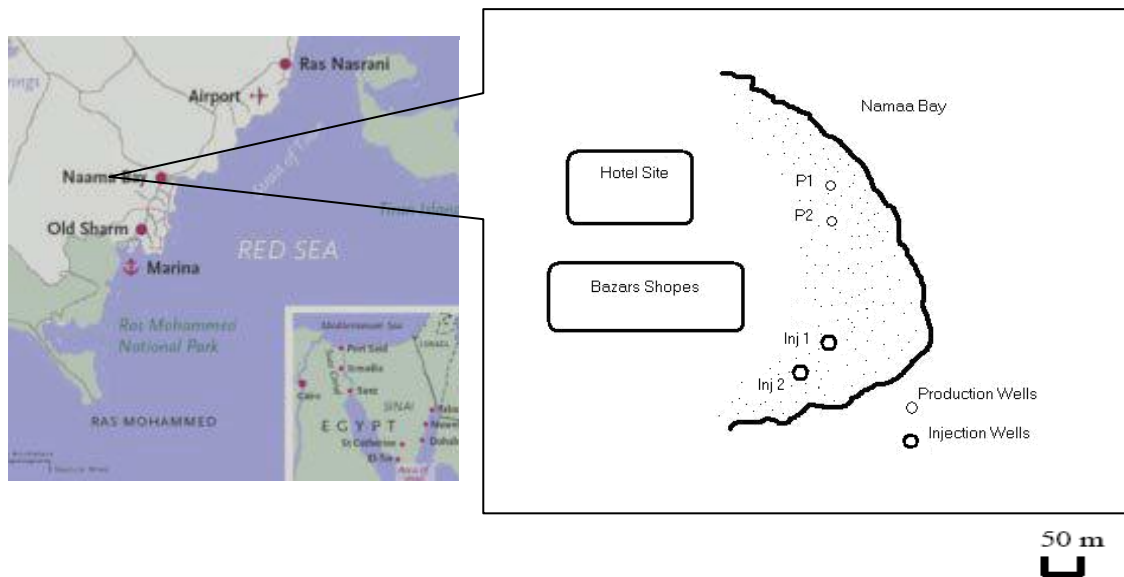 Ras Nasrani
Airport
Naama Bay
Old Sharm
RED SEA
Marina
Ras Mohammed
National Park
RAS MOHAMMED
Mediterranean Sea
Port Said
Ismailia
Suez
Cairo
SINAI
EGYPT
St Catherine
Namaa Bay
Hotel Site
P1
P2
Bazars Shopes
Inj 1
Inj 2
Production Wells
Injection Wells
50 m